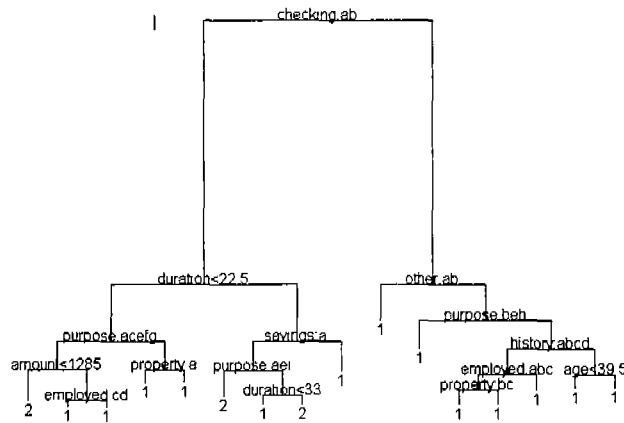 checking:ab
duration<22.5
other:ab
1
purpose:beh
purpose:acefg
savings:a
1
history:abcd
amount<1285
property:a
purpose:aei
1
employed:abc
age<39.5
2
employed:cd
1 1
2
duration<33
property:bc
1
1 1
1 1
1 2
1 1